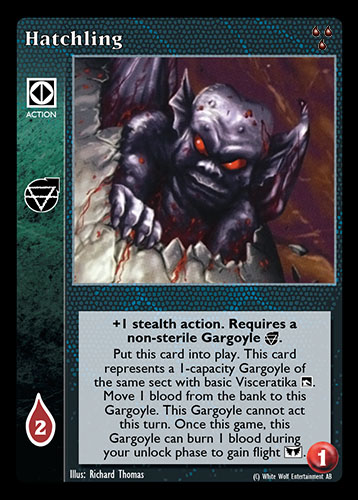 Hatchling
ACTION
+1 stealth action. Requires a
non-sterile Gargoyle .
Put this card into play. This card
represents a 1-capacity Gargoyle of
the same sect with basic Visceratika .
Move 1 blood from the bank to this
Gargoyle. This Gargoyle cannot act
this turn. Once this game, this
Gargoyle can burn 1 blood during
your unlock phase to gain flight .
2
1
Illus: Richard Thomas
(C) White Wolf Entertainment AB